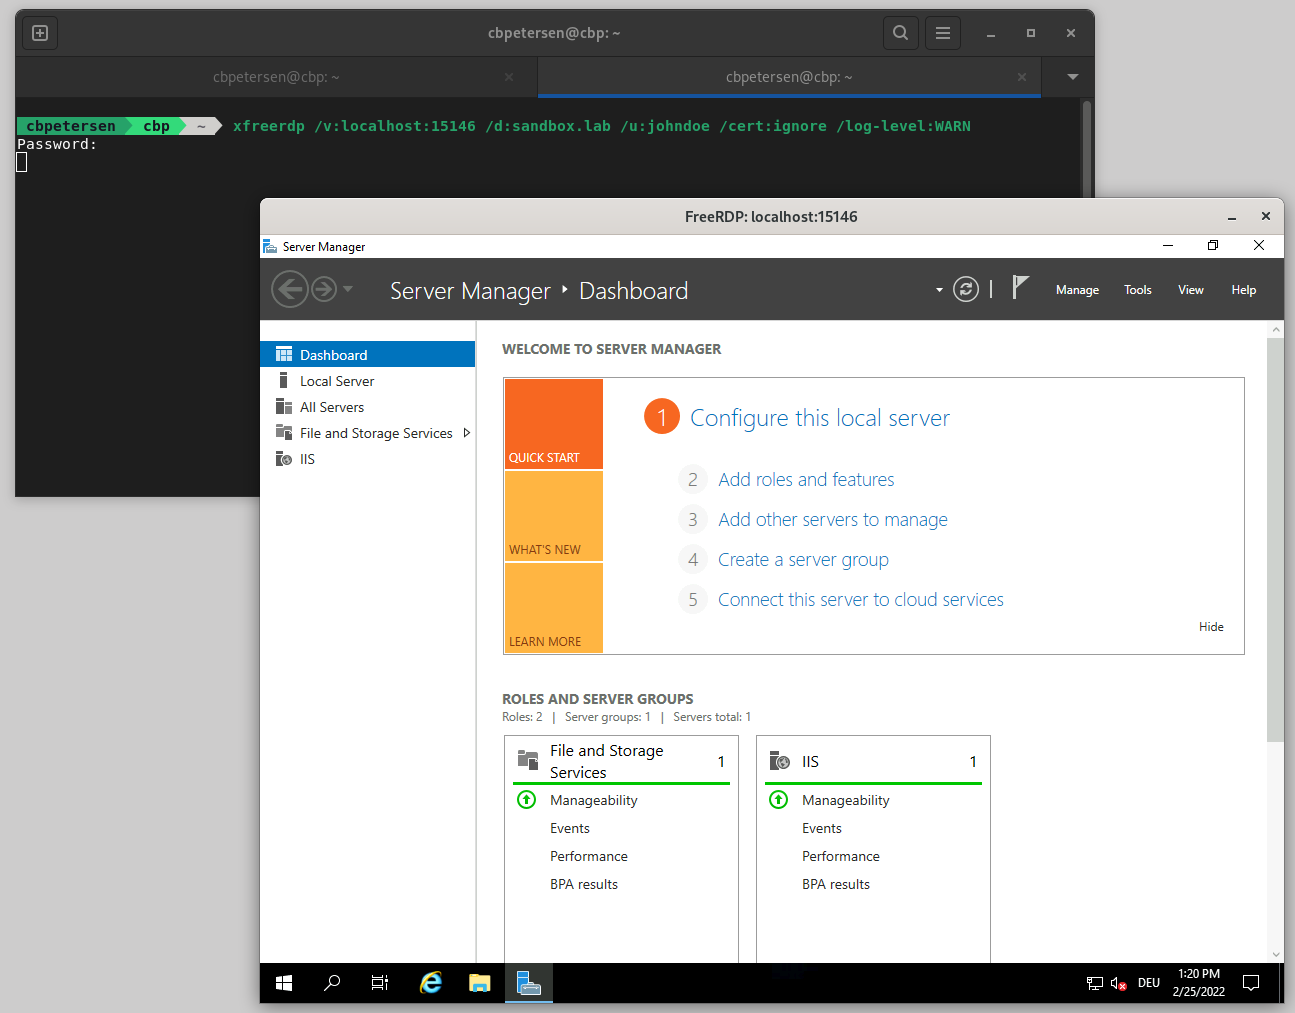 cbpetersen@cbp: ~
cbpetersen@cbp: ~
cbpetersen@cbp: ~
cbpetersen cbp ~ xfreerdp /v:localhost:15146 /d:sandbox.lab /u:johndoe /cert:ignore /log-level:WARN
Password:
FreeRDP: localhost:15146
Server Manager
Server Manager ‣ Dashboard
Manage Tools View Help
Dashboard
Local Server
All Servers
File and Storage Services
IIS
WELCOME TO SERVER MANAGER
QUICK START
WHAT'S NEW
LEARN MORE
1 Configure this local server
2 Add roles and features
3 Add other servers to manage
4 Create a server group
5 Connect this server to cloud services
Hide
ROLES AND SERVER GROUPS
Roles: 2 | Server groups: 1 | Servers total: 1
File and Storage Services 1
Manageability
Events
Performance
BPA results
IIS 1
Manageability
Events
Performance
BPA results
DEU
1:20 PM
2/25/2022